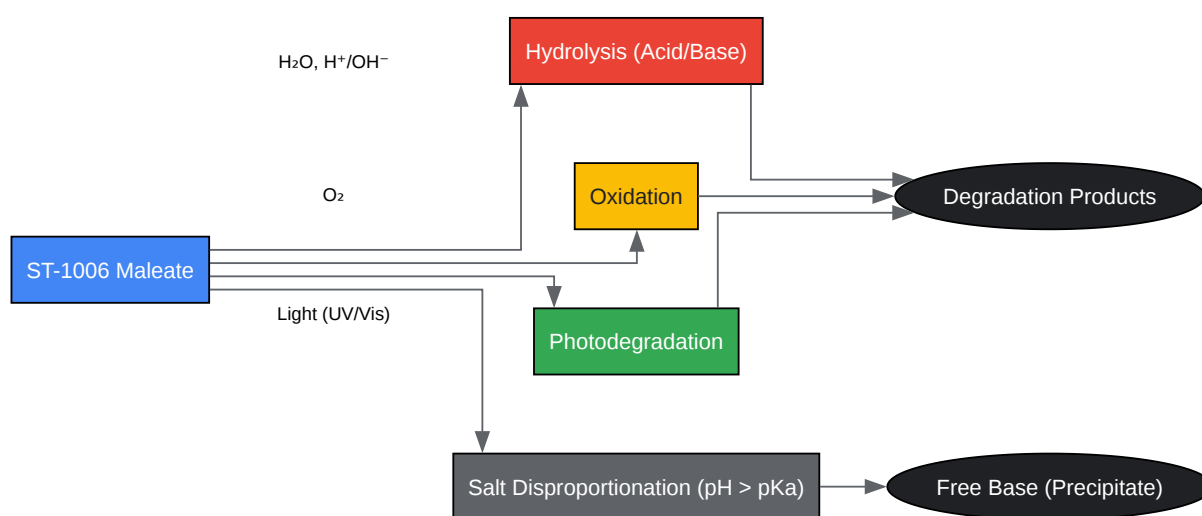 Hydrolysis (Acid/Base)
H₂O, H⁺/OH⁻
O₂
Oxidation
Degradation Products
ST-1006 Maleate
Light (UV/Vis)
Photodegradation
Salt Disproportionation (pH > pKa)
Free Base (Precipitate)